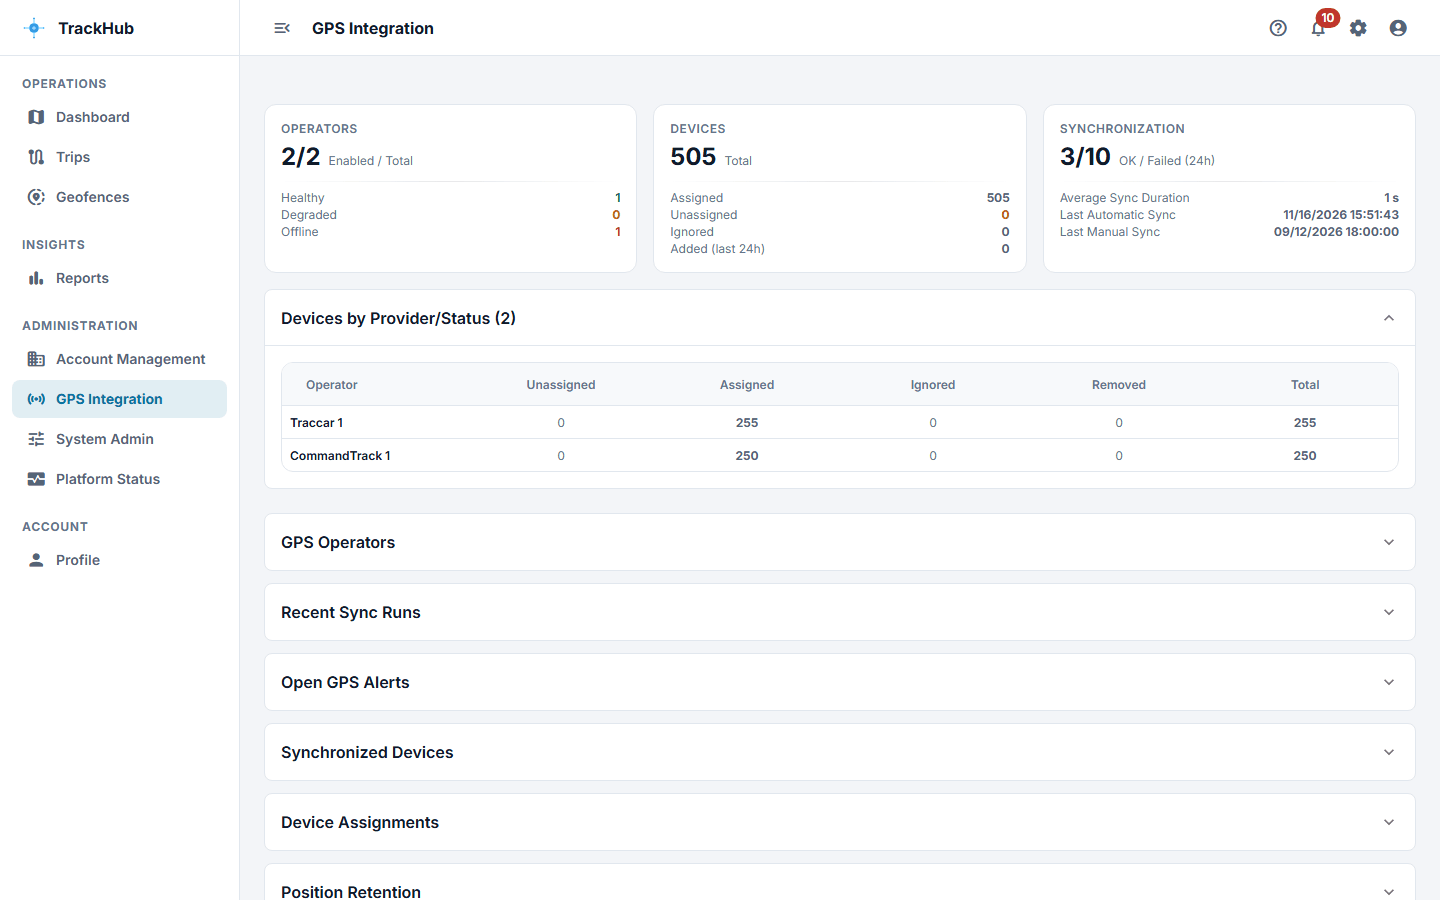 TrackHub
GPS Integration
10
OPERATIONS
Dashboard
Trips
Geofences
INSIGHTS
Reports
ADMINISTRATION
Account Management
GPS Integration
System Admin
Platform Status
ACCOUNT
Profile
OPERATORS
2/2 Enabled / Total
Healthy 1
Degraded 0
Offline 1
DEVICES
505 Total
Assigned 505
Unassigned 0
Ignored 0
Added (last 24h) 0
SYNCHRONIZATION
3/10 OK / Failed (24h)
Average Sync Duration 1 s
Last Automatic Sync 11/16/2026 15:51:43
Last Manual Sync 09/12/2026 18:00:00
Devices by Provider/Status (2)
Operator Unassigned Assigned Ignored Removed Total
Traccar 1 0 255 0 0 255
CommandTrack 1 0 250 0 0 250
GPS Operators
Recent Sync Runs
Open GPS Alerts
Synchronized Devices
Device Assignments
Position Retention